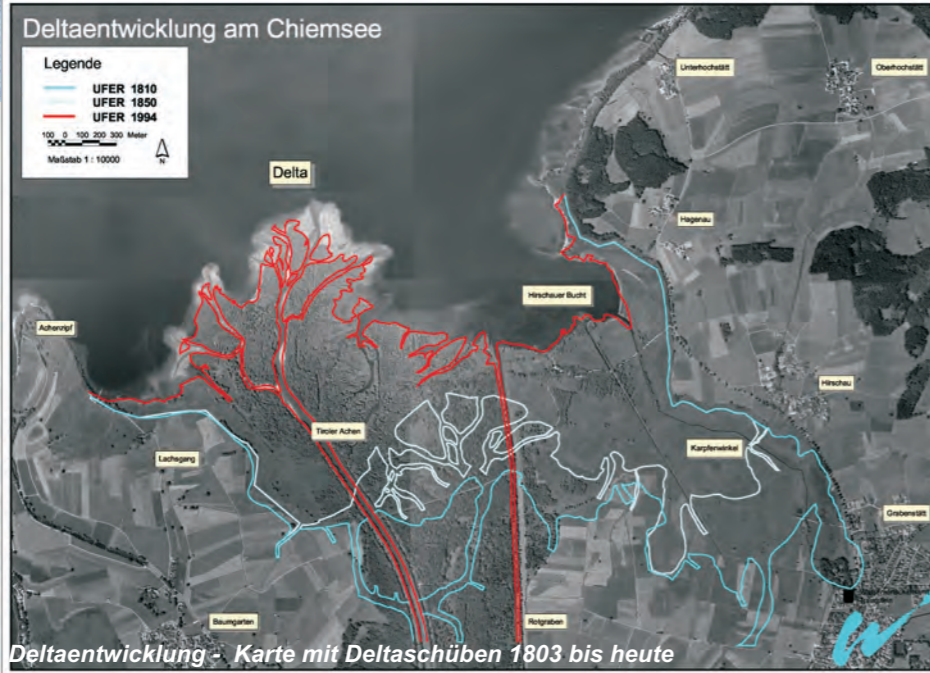 Deltaentwicklung am Chiemsee
Legende
UFER 1810
UFER 1850
UFER 1994
100 0 100 200 300 Meter
Maßstab 1 : 10000
N
Delta
Unterhochstätt
Oberhochstätt
Hagenau
Hirschauer Bucht
Achenzipf
Hirschau
Tiroler Achen
Lachsgang
Karpfenwinkel
Grabenstätt
Baumgarten
Rotgraben
Deltaentwicklung - Karte mit Deltaschüben 1803 bis heute